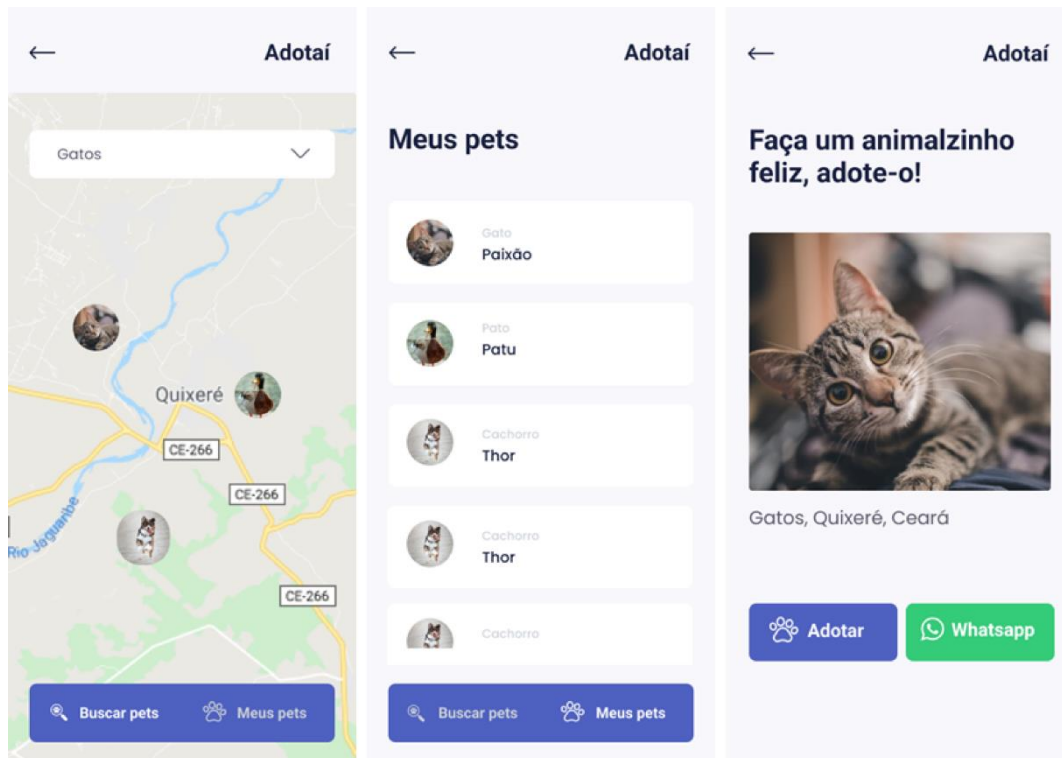 Adotaí
Gatos
Quixeré
CE-266
CE-266
Rio Jaguaribe
CE-266
Buscar pets
Meus pets
Adotaí
Meus pets
Gato
Paixão
Pato
Patu
Cachorro
Thor
Cachorro
Thor
Cachorro
Buscar pets
Meus pets
Adotaí
Faça um animalzinho
feliz, adote-o!
Gatos, Quixeré, Ceará
Adotar
Whatsapp